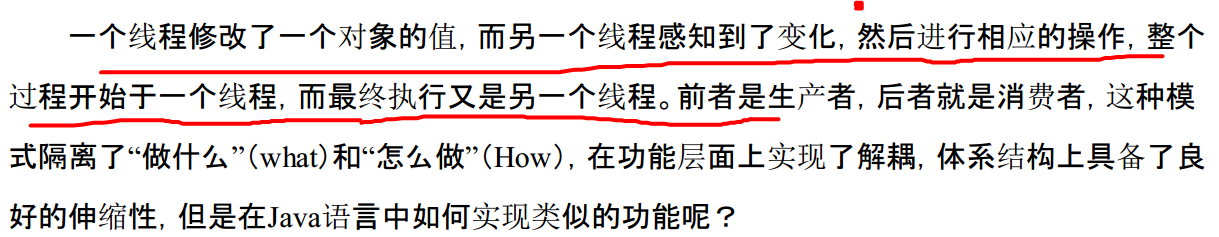 一个线程修改了一个对象的值，而另一个线程感知到了变化，然后进行相应的操作，整个
过程开始于一个线程，而最终执行又是另一个线程。前者是生产者，后者就是消费者，这种模
式隔离了“做什么”（what）和“怎么做”（How），在功能层面上实现了解耦，体系结构上具备了良
好的伸缩性，但是在Java语言中如何实现类似的功能呢？